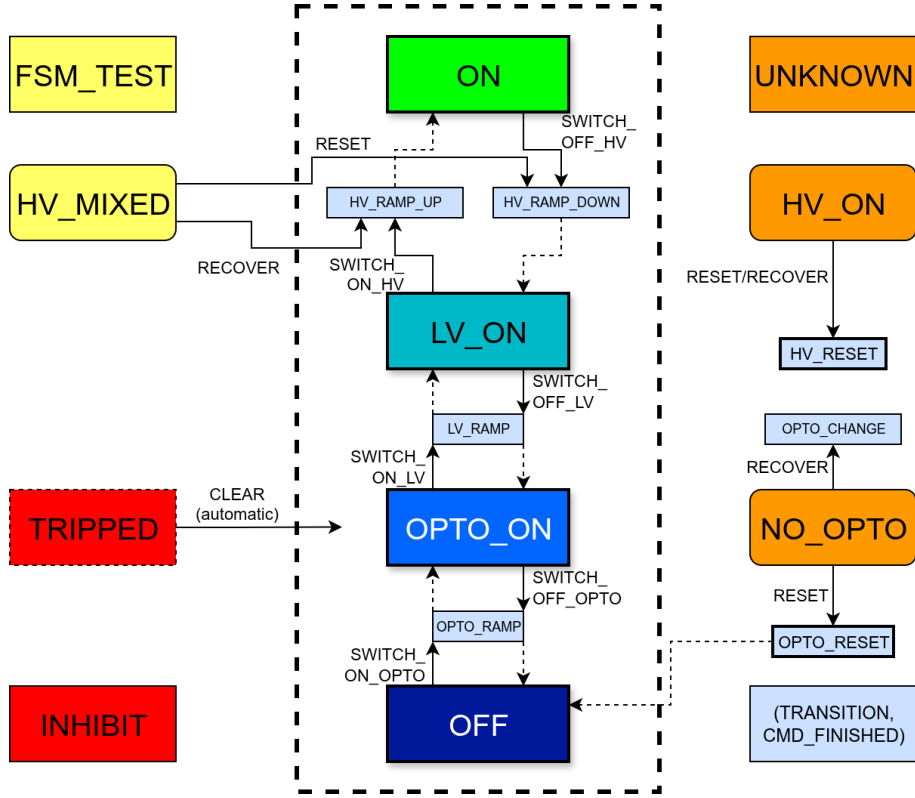 FSM_TEST
ON
UNKNOWN
SWITCH_
OFF_HV
RESET
HV_MIXED
HV_RAMP_UP
HV_RAMP_DOWN
HV_ON
RECOVER
SWITCH_
ON_HV
RESET/RECOVER
LV_ON
HV_RESET
SWITCH_
OFF_LV
LV_RAMP
OPTO_CHANGE
SWITCH_
ON_LV
RECOVER
CLEAR
(automatic)
TRIPPED
OPTO_ON
NO_OPTO
SWITCH_
OFF_OPTO
RESET
OPTO_RAMP
OPTO_RESET
SWITCH_
ON_OPTO
INHIBIT
OFF
(TRANSITION,
CMD_FINISHED)